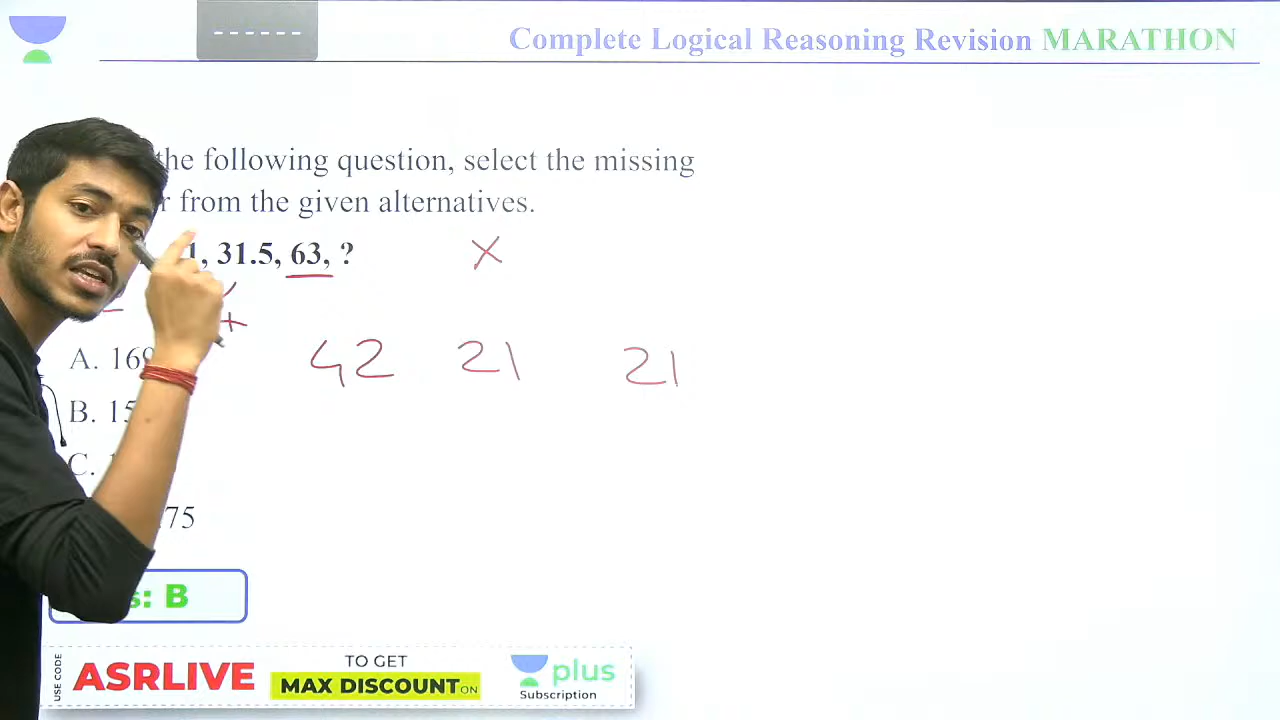 Complete Logical Reasoning Revision MARATHON
the following question, select the missing
from the given alternatives.
31.5, 63, ?
×
42 21 21
A. 169
B. 15
C.
75
: B
USE CODE
ASRLIVE
TO GET
MAX DISCOUNT ON
plus
Subscription